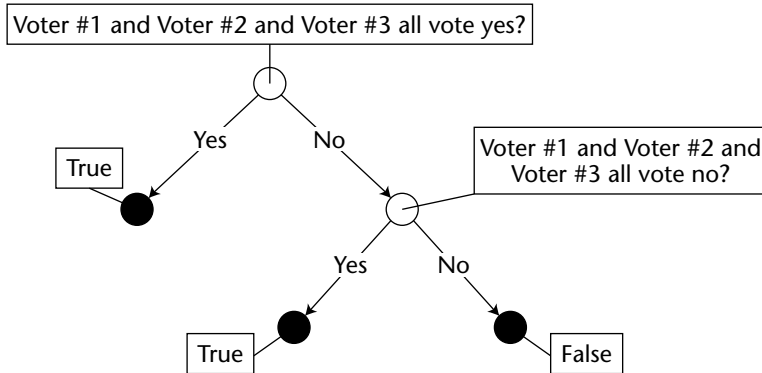 Voter #1 and Voter #2 and Voter #3 all vote yes?
Yes
No
True
Voter #1 and Voter #2 and
Voter #3 all vote no?
Yes
No
True
False